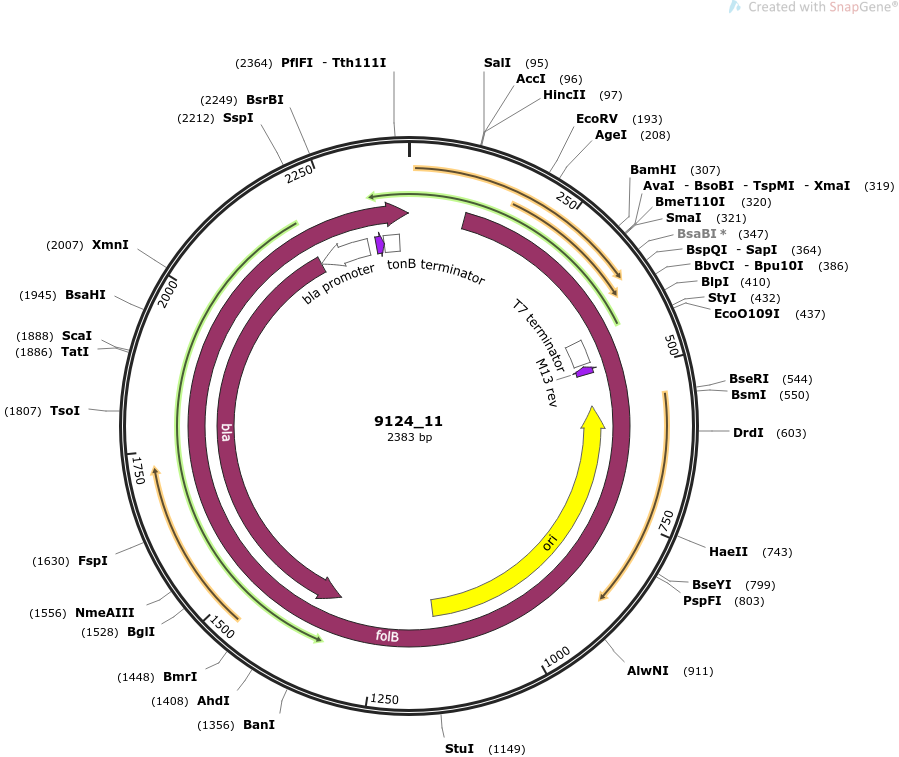 Created with SnapGene®
(2364) PflFI - Tth111I
SalI (95)
AccI (96)
HincII (97)
(2249) BsrBI
(2212) SspI
EcoRV (193)
AgeI (208)
BamHI (307)
AvaI - BsoBI - TspMI - XmaI (319)
BmeT110I (320)
SmaI (321)
BsaBI * (347)
BspQI - SapI (364)
BbvCI - Bpu10I (386)
BlpI (410)
StyI (432)
EcoO109I (437)
(2007) XmnI
(1945) BsaHI
(1888) ScaI
(1886) TatI
(1807) TsoI
BseRI (544)
BsmI (550)
DrdI (603)
HaeII (743)
BseYI (799)
PspFI (803)
AlwNI (911)
StuI (1149)
(1630) FspI
(1556) NmeAIII
(1528) BglI
(1448) BmrI
(1408) AhdI
(1356) BanI
250
500
750
1000
1250
1500
1750
2000
2250
bla promoter
tonB terminator
T7 terminator
M13 rev
9124_11
2383 bp
bla
ori
folB